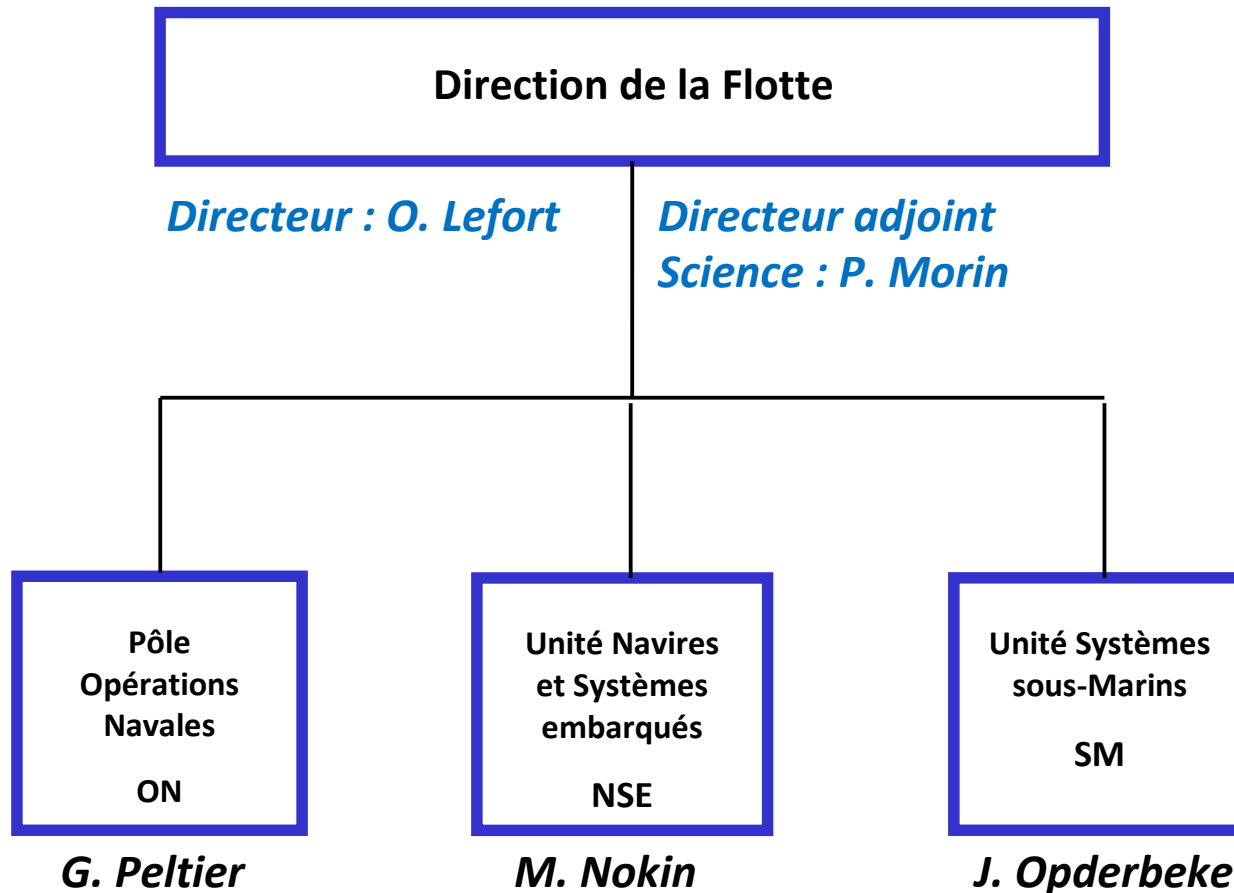 Direction de la Flotte
Directeur : O. Lefort
Directeur adjoint
Science : P. Morin
Pôle
Opérations
Navales
ON
G. Peltier
Unité Navires
et Systèmes
embarqués
NSE
M. Nokin
Unité Systèmes
sous-Marins
SM
J. Opderbeke